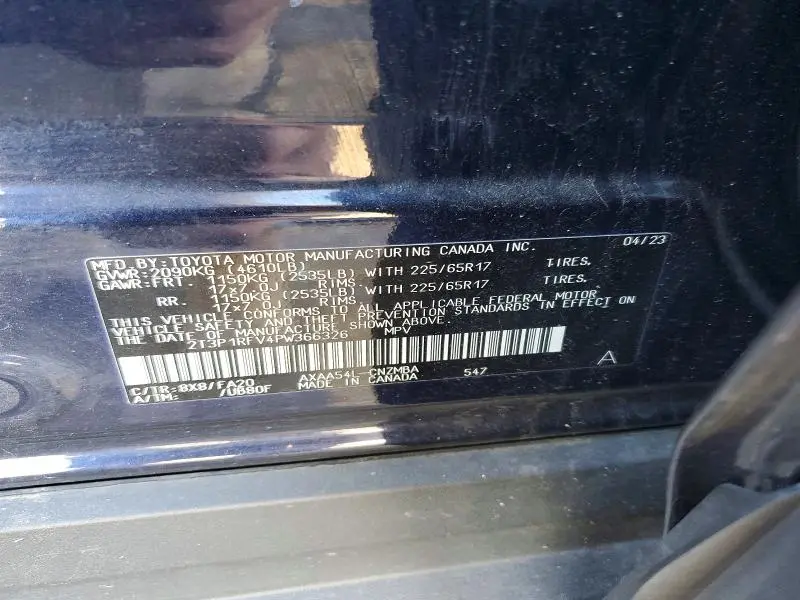 MFD BY:TOYOTA MOTOR MANUFACTURING CANADA INC. 04/23
GVWR:2090KG (4610LB)
GAWR:FRT. 1150KG (2535LB) WITH 225/65R17 TIRES.
17x7.0J RIMS
RR. 1150KG (2535LB) WITH 225/65R17 TIRES.
17x7.0J RIMS
THIS VEHICLE CONFORMS TO ALL APPLICABLE FEDERAL MOTOR
VEHICLE SAFETY AND THEFT PREVENTION STANDARDS IN EFFECT ON
THE DATE OF MANUFACTURE SHOWN ABOVE.
2T3P1RFV4PW366326 MPV
A
C/TR:8X8/FA20 AXAA54L-CNZMBA 547
A/TM: /UB80F MADE IN CANADA